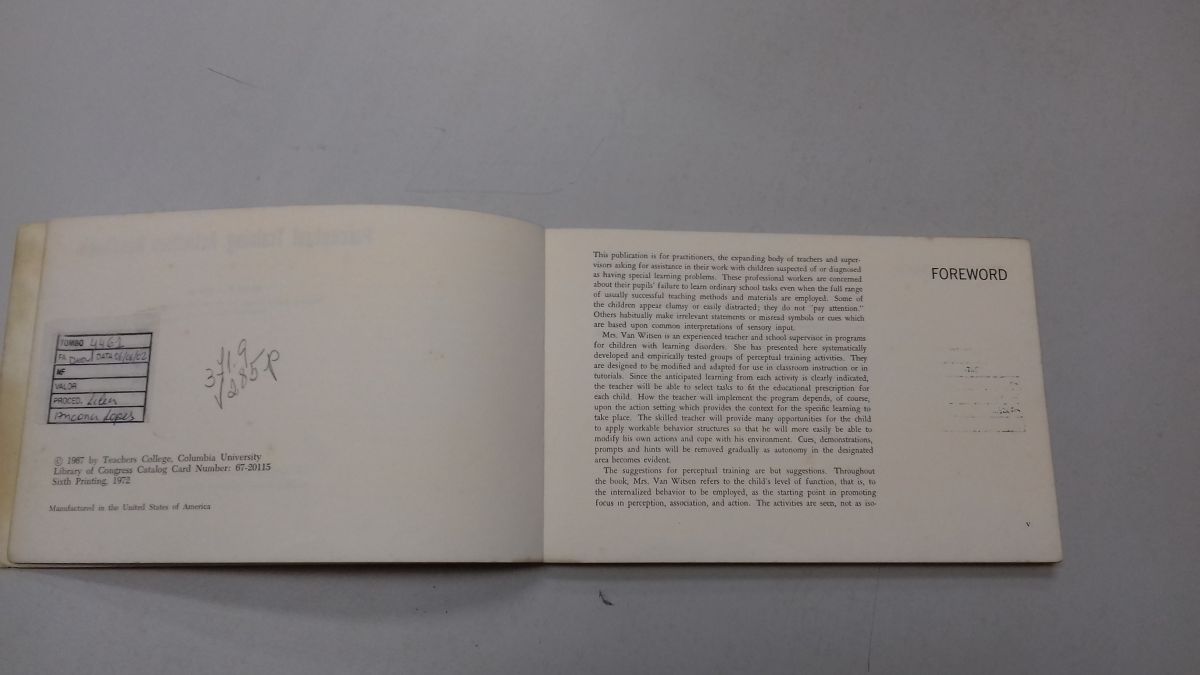 TOMBO 4461
PA. DATA 06/06/02
NF
VALOR
PROCED.
Lopes
371.9
© 1967 by Teachers College, Columbia University
Library of Congress Catalog Card Number: 67-20115
Sixth Printing, 1972
Manufactured in the United States of America
FOREWORD
This publication is for practitioners, the expanding body of teachers and super-
visors asking for assistance in their work with children suspected of or diagnosed
as having special learning problems. These professional workers are concerned
about their pupils' failure to learn ordinary school tasks even when the full range
of usually successful teaching methods and materials are employed. Some of
the children appear clumsy or easily distracted; they do not "pay attention."
Others habitually make irrelevant statements or misread symbols or cues which
are based upon common interpretations of sensory input.
Mrs. Van Witsen is an experienced teacher and school supervisor in programs
for children with learning disorders. She has presented here systematically
developed and empirically tested groups of perceptual training activities. They
are designed to be modified and adapted for use in classroom instruction or in
tutorials. Since the anticipated learning from each activity is clearly indicated,
the teacher will be able to select tasks to fit the educational prescription for
each child. How the teacher will implement the program depends, of course,
upon the action setting which provides the context for the specific learning to
take place. The skilled teacher will provide many opportunities for the child
to apply workable behavior structures so that he will more easily be able to
modify his own actions and cope with his environment. Cues, demonstrations,
prompts and hints will be removed gradually as autonomy in the designated
area becomes evident.
The suggestions for perceptual training are but suggestions. Throughout
the book, Mrs. Van Witsen refers to the child's level of function, that is, to
the internalized behavior to be employed, as the starting point in promoting
focus in perception, association, and action. The activities are seen, not as iso-
v